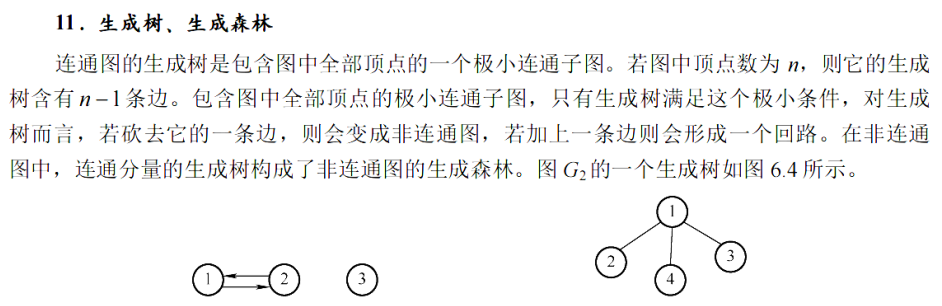 11．生成树、生成森林
连通图的生成树是包含图中全部顶点的一个极小连通子图。若图中顶点数为 n，则它的生成
树含有 n−1 条边。包含图中全部顶点的极小连通子图，只有生成树满足这个极小条件，对生成
树而言，若砍去它的一条边，则会变成非连通图，若加上一条边则会形成一个回路。在非连通
图中，连通分量的生成树构成了非连通图的生成森林。图 G₂ 的一个生成树如图 6.4 所示。
1 2 3
1
2 4 3